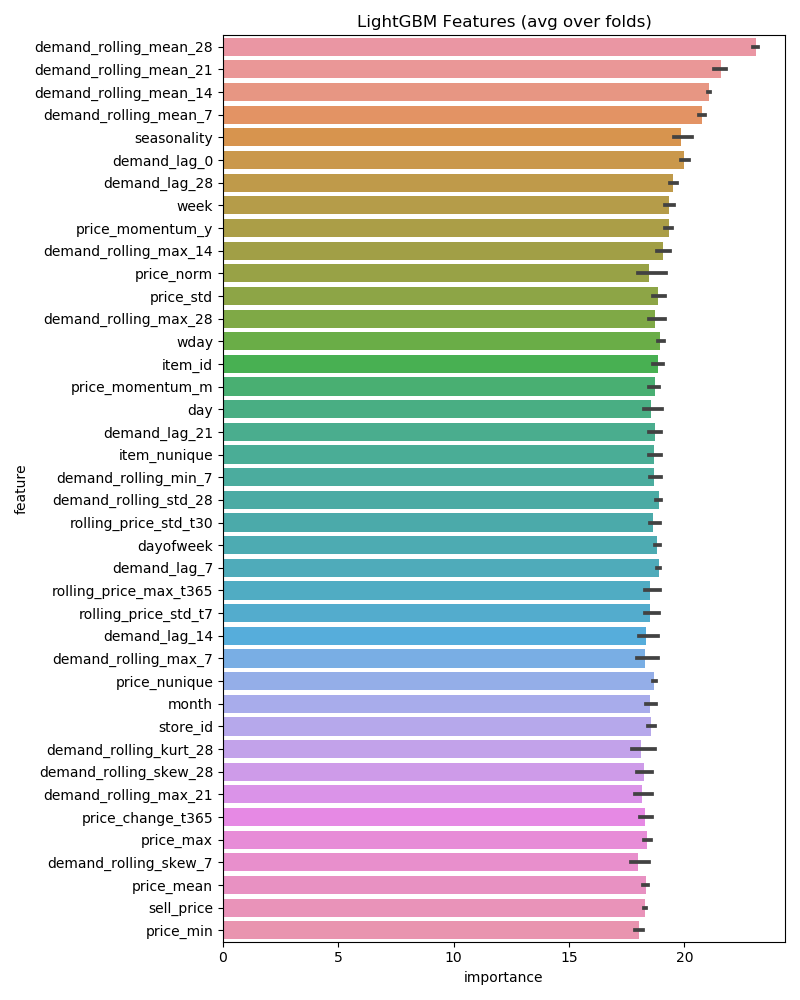 LightGBM Features (avg over folds)
feature
demand_rolling_mean_28
demand_rolling_mean_21
demand_rolling_mean_14
demand_rolling_mean_7
seasonality
demand_lag_0
demand_lag_28
week
price_momentum_y
demand_rolling_max_14
price_norm
price_std
demand_rolling_max_28
wday
item_id
price_momentum_m
day
demand_lag_21
item_nunique
demand_rolling_min_7
demand_rolling_std_28
rolling_price_std_t30
dayofweek
demand_lag_7
rolling_price_max_t365
rolling_price_std_t7
demand_lag_14
demand_rolling_max_7
price_nunique
month
store_id
demand_rolling_kurt_28
demand_rolling_skew_28
demand_rolling_max_21
price_change_t365
price_max
demand_rolling_skew_7
price_mean
sell_price
price_min
0 5 10 15 20
importance